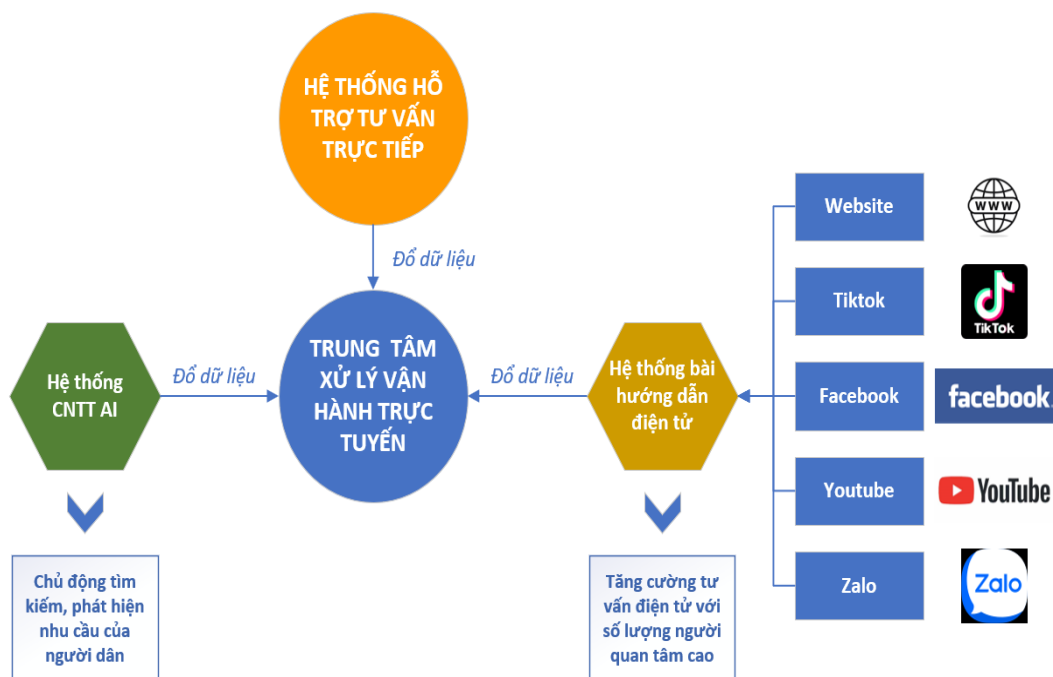 HỆ THỐNG HỖ
TRỢ TƯ VẤN
TRỰC TIẾP
Đổ dữ liệu
Hệ thống
CNTT AI
Đổ dữ liệu
TRUNG TÂM
XỬ LÝ VẬN
HÀNH TRỰC
TUYẾN
Đổ dữ liệu
Hệ thống bài
hướng dẫn
điện tử
Website
WWW
Tiktok
TikTok
Facebook
facebook.
Youtube
YouTube
Zalo
Zalo
Chủ động tìm
kiếm, phát hiện
nhu cầu của
người dân
Tăng cường tư
vấn điện tử với
số lượng người
quan tâm cao